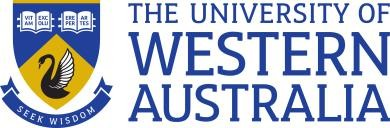 VIT EXC ERE AR
AM OLU PER TES
SEEK WISDOM
THE UNIVERSITY OF
WESTERN
AUSTRALIA